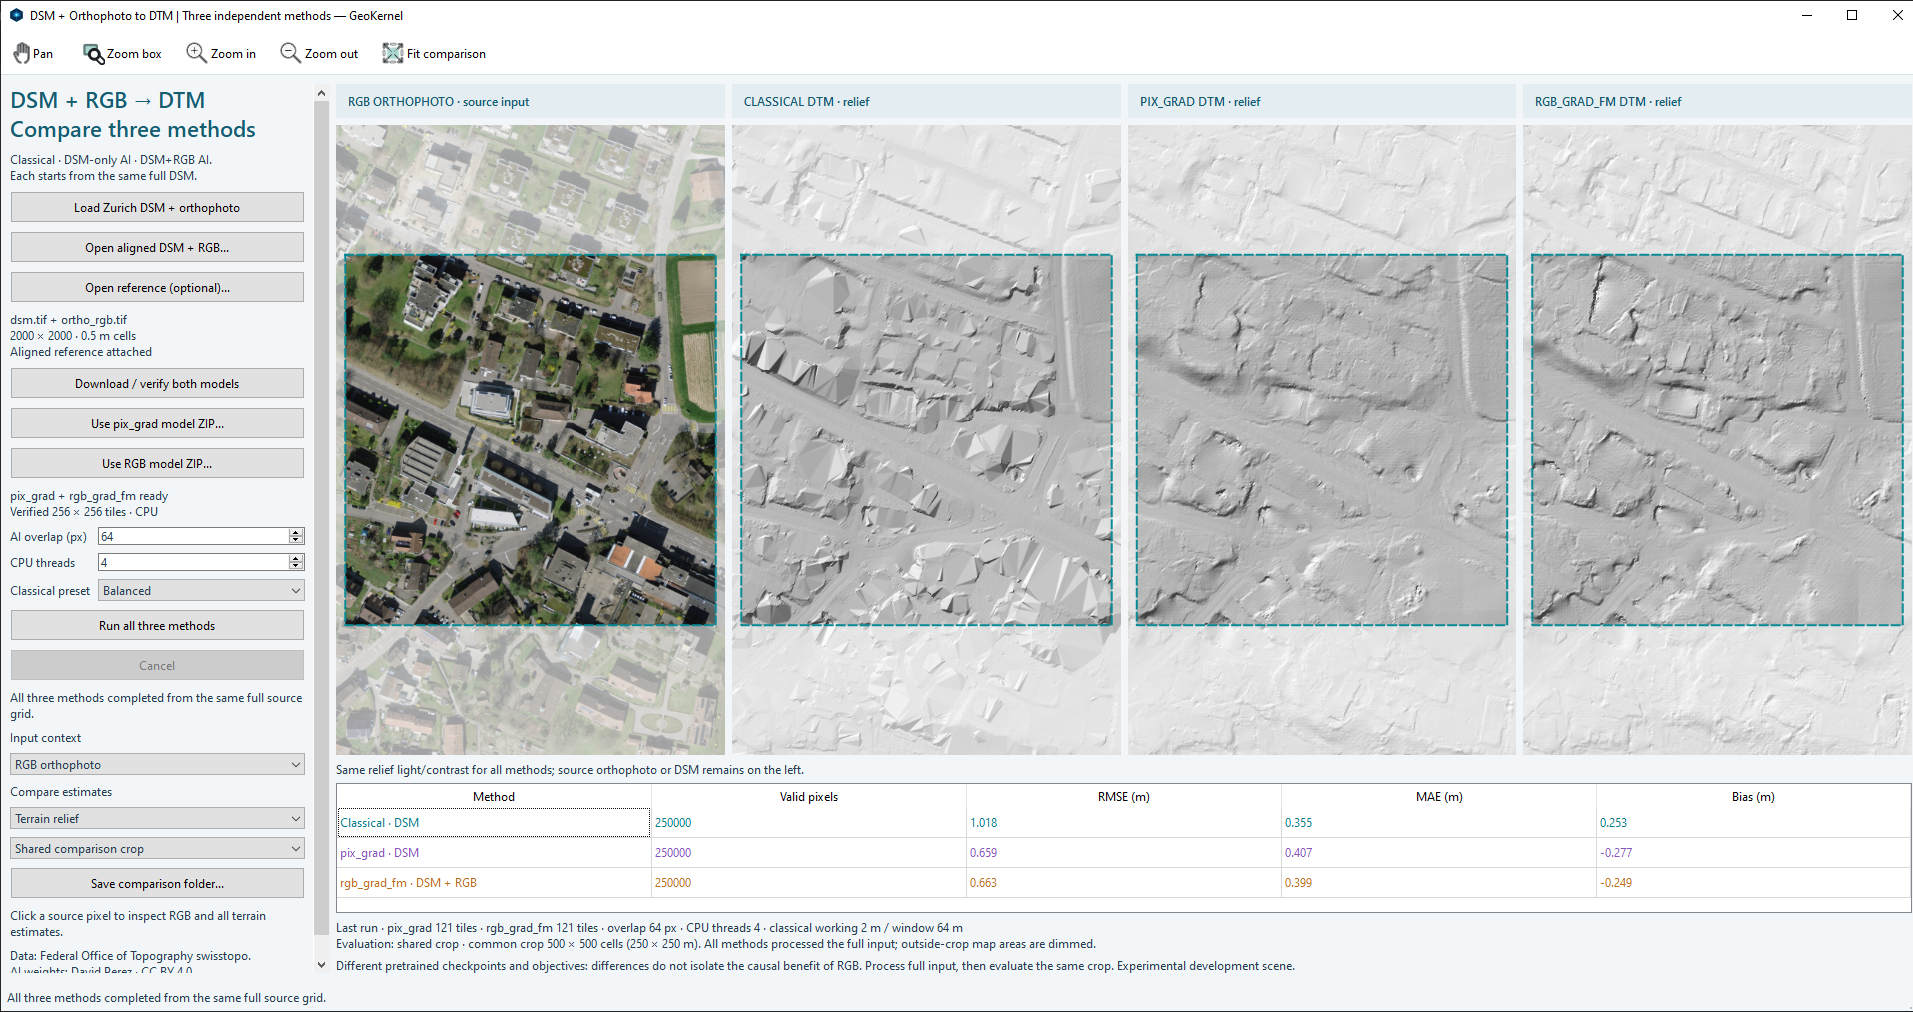 DSM + Orthophoto to DTM | Three independent methods — GeoKernel
Pan
Zoom box
Zoom in
Zoom out
Fit comparison
DSM + RGB → DTM
Compare three methods
Classical · DSM-only AI · DSM+RGB AI.
Each starts from the same full DSM.
Load Zurich DSM + orthophoto
Open aligned DSM + RGB...
Open reference (optional)...
dsm.tif + ortho_rgb.tif
2000 × 2000 · 0.5 m cells
Aligned reference attached
Download / verify both models
Use pix_grad model ZIP...
Use RGB model ZIP...
pix_grad + rgb_grad_fm ready
Verified 256 × 256 tiles · CPU
AI overlap (px) 64
CPU threads 4
Classical preset Balanced
Run all three methods
Cancel
All three methods completed from the same full source
grid.
Input context
RGB orthophoto
Compare estimates
Terrain relief
Shared comparison crop
Save comparison folder...
Click a source pixel to inspect RGB and all terrain
estimates.
Data: Federal Office of Topography swisstopo.
AI weights: David Perez · CC BY 4.0
RGB ORTHOPHOTO · source input
CLASSICAL DTM · relief
PIX_GRAD DTM · relief
RGB_GRAD_FM DTM · relief
Same relief light/contrast for all methods; source orthophoto or DSM remains on the left.
Method Valid pixels RMSE (m) MAE (m) Bias (m)
Classical · DSM 250000 1.018 0.355 0.253
pix_grad · DSM 250000 0.659 0.407 -0.277
rgb_grad_fm · DSM + RGB 250000 0.663 0.399 -0.249
Last run · pix_grad 121 tiles · rgb_grad_fm 121 tiles · overlap 64 px · CPU threads 4 · classical working 2 m / window 64 m
Evaluation: shared crop · common crop 500 × 500 cells (250 × 250 m). All methods processed the full input; outside-crop map areas are dimmed.
Different pretrained checkpoints and objectives: differences do not isolate the causal benefit of RGB. Process full input, then evaluate the same crop. Experimental development scene.
All three methods completed from the same full source grid.